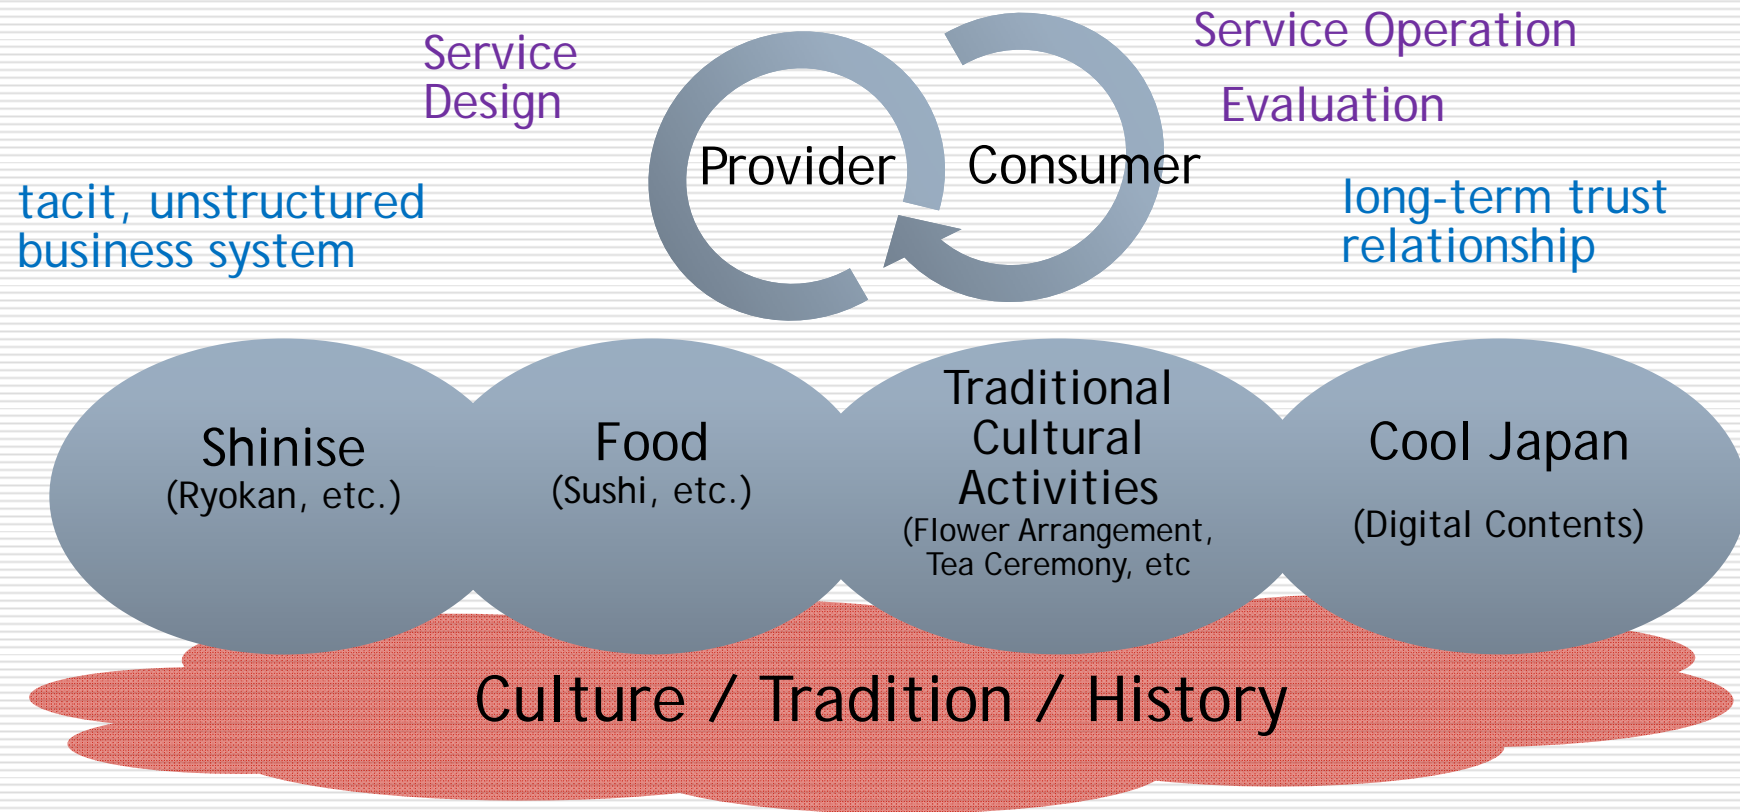 Service
Design
Service Operation
Evaluation
Provider
Consumer
tacit, unstructured
business system
long-term trust
relationship
Shinise
(Ryokan, etc.)
Food
(Sushi, etc.)
Traditional
Cultural
Activities
(Flower Arrangement,
Tea Ceremony, etc
Cool Japan
(Digital Contents)
Culture / Tradition / History